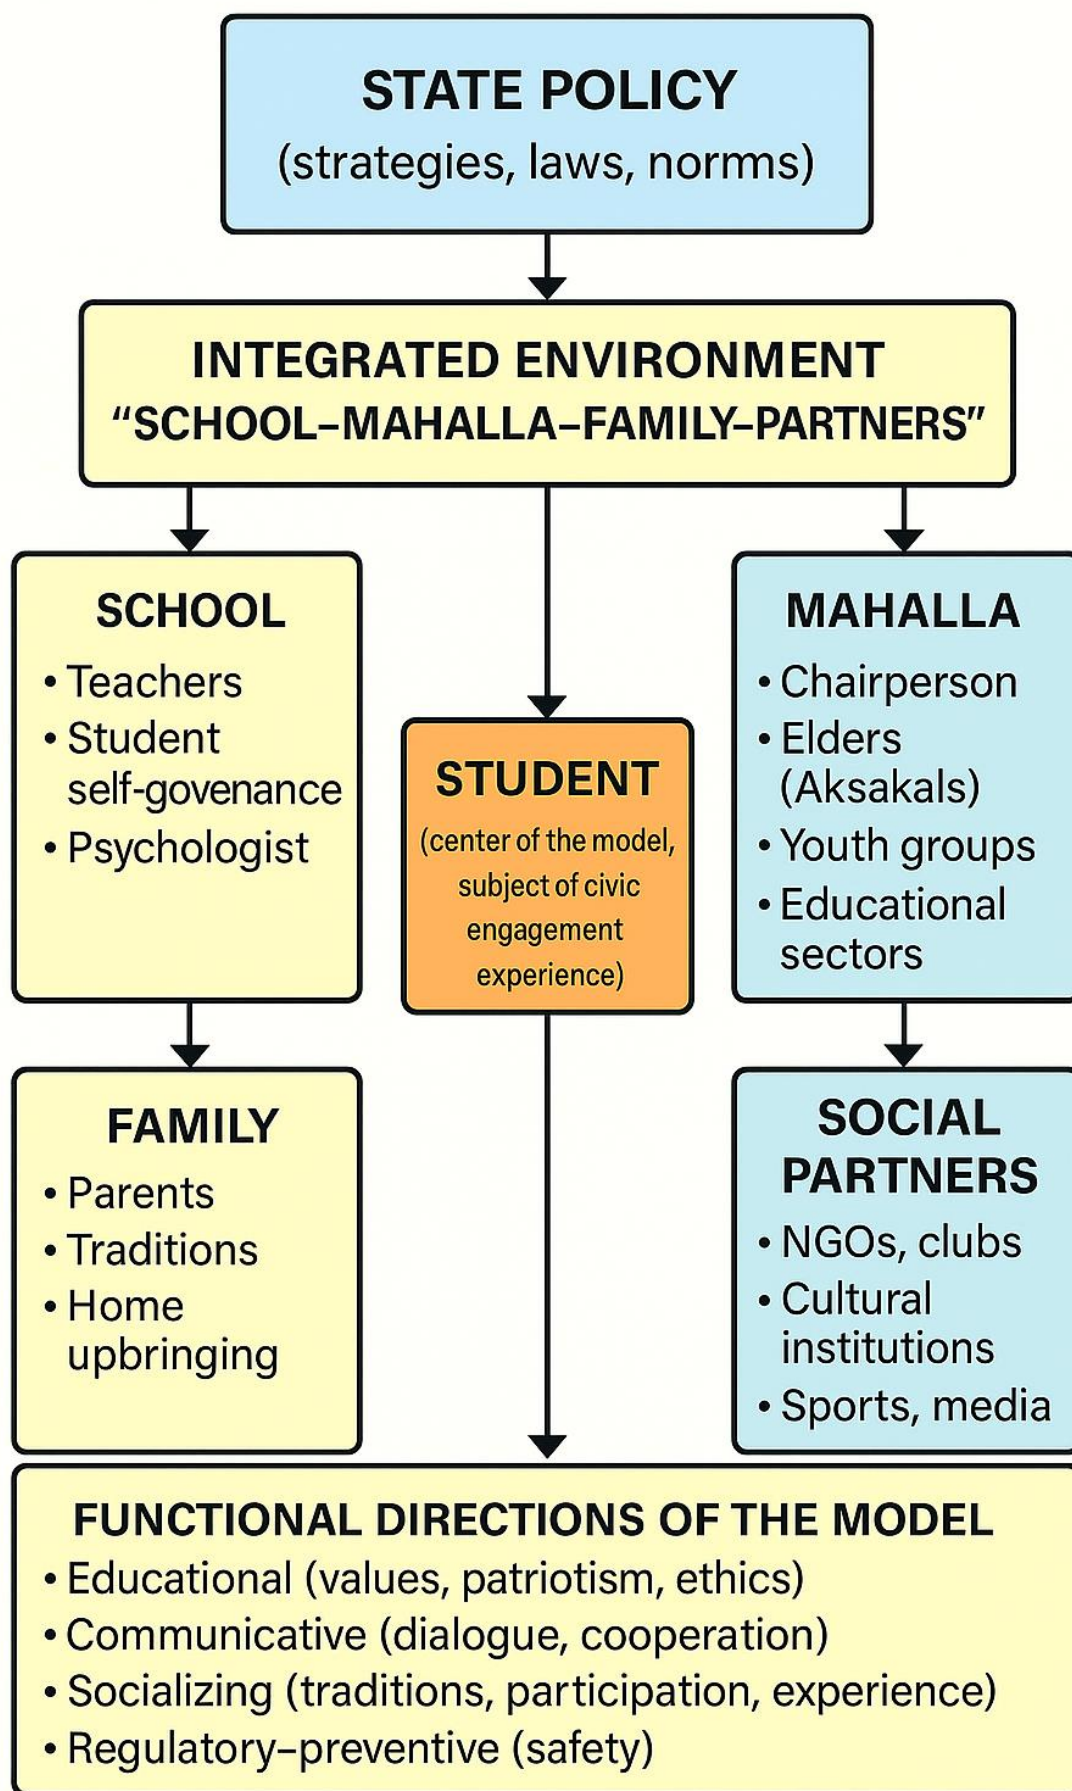 STATE POLICY
(strategies, laws, norms)
INTEGRATED ENVIRONMENT
“SCHOOL–MAHALLA–FAMILY–PARTNERS”
SCHOOL
• Teachers
• Student
self-govenance
• Psychologist
STUDENT
(center of the model,
subject of civic
engagement
experience)
MAHALLA
• Chairperson
• Elders
(Aksakals)
• Youth groups
• Educational
sectors
FAMILY
• Parents
• Traditions
• Home
upbringing
SOCIAL
PARTNERS
• NGOs, clubs
• Cultural
institutions
• Sports, media
FUNCTIONAL DIRECTIONS OF THE MODEL
• Educational (values, patriotism, ethics)
• Communicative (dialogue, cooperation)
• Socializing (traditions, participation, experience)
• Regulatory–preventive (safety)